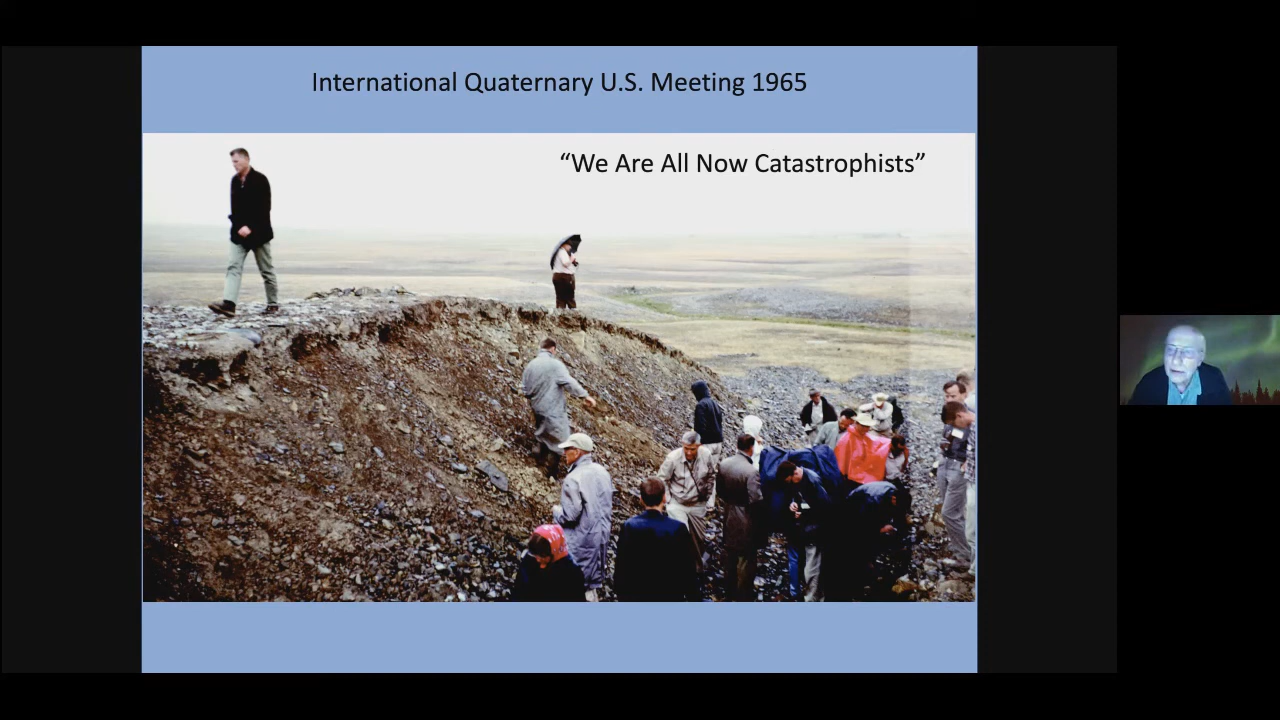 International Quaternary U.S. Meeting 1965
“We Are All Now Catastrophists”